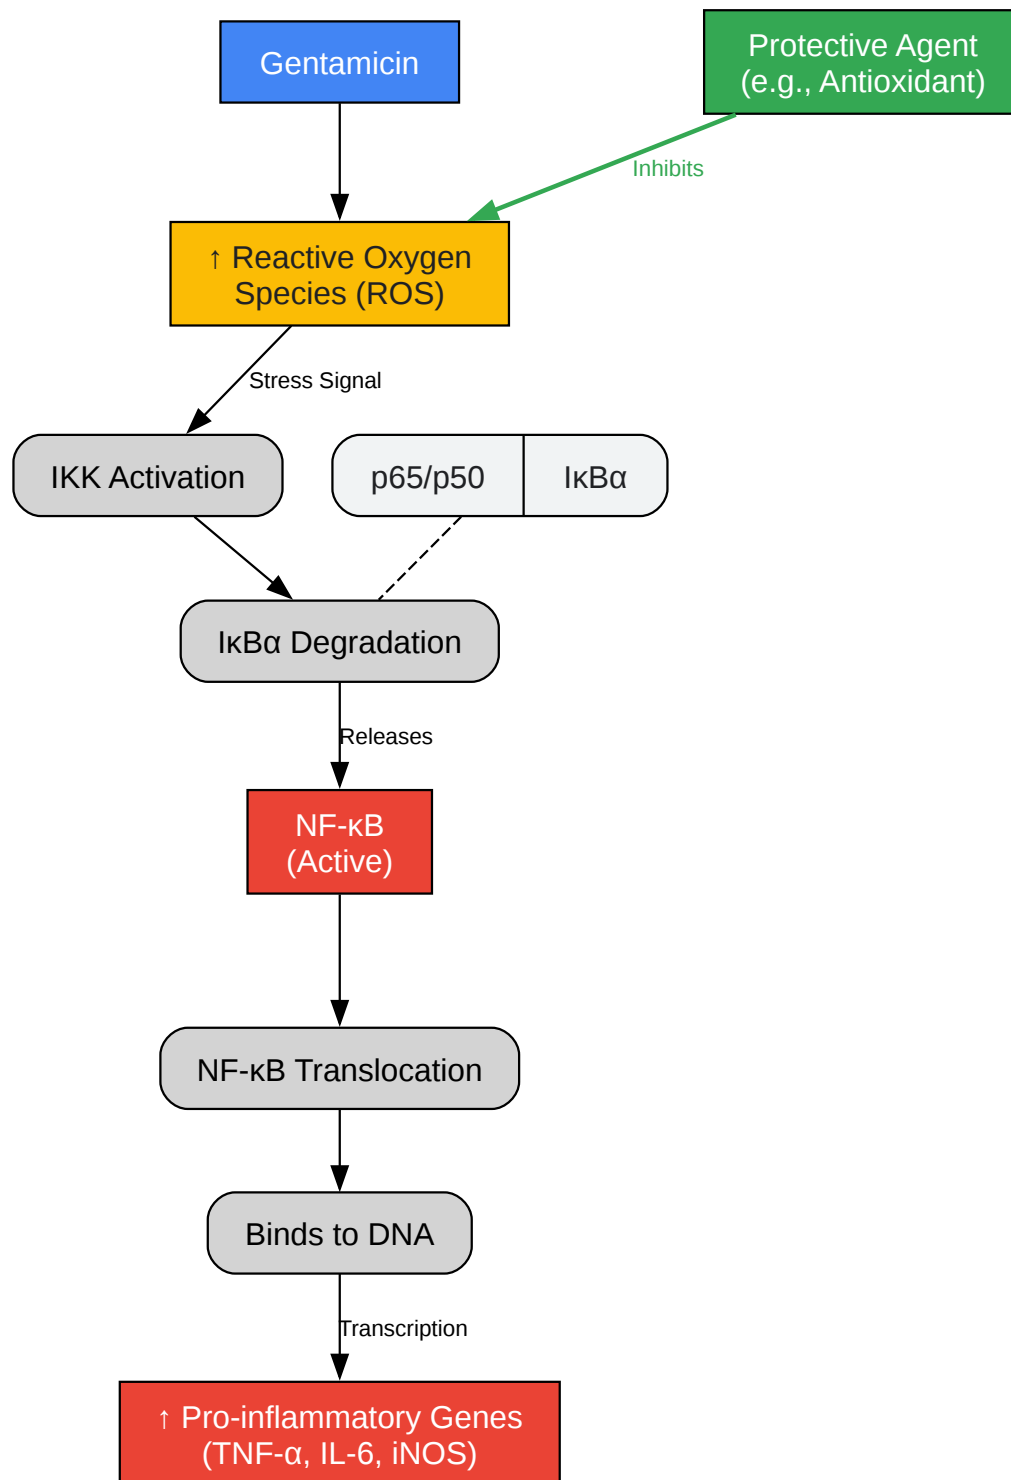 Gentamicin
Protective Agent
(e.g., Antioxidant)
Inhibits
↑ Reactive Oxygen
Species (ROS)
Stress Signal
IKK Activation
p65/p50
IκBα
IκBα Degradation
Releases
NF-κB
(Active)
NF-κB Translocation
Binds to DNA
Transcription
↑ Pro-inflammatory Genes
(TNF-α, IL-6, iNOS)